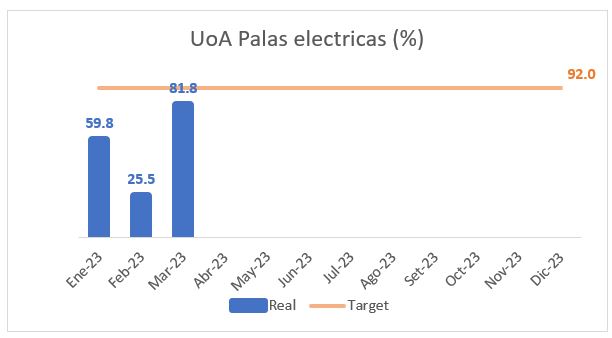 UoA Palas electricas (%)
92.0
81.8
59.8
25.5
Ene-23
Feb-23
Mar-23
Abr-23
May-23
Jun-23
Jul-23
Ago-23
Set-23
Oct-23
Nov-23
Dic-23
Real
Target